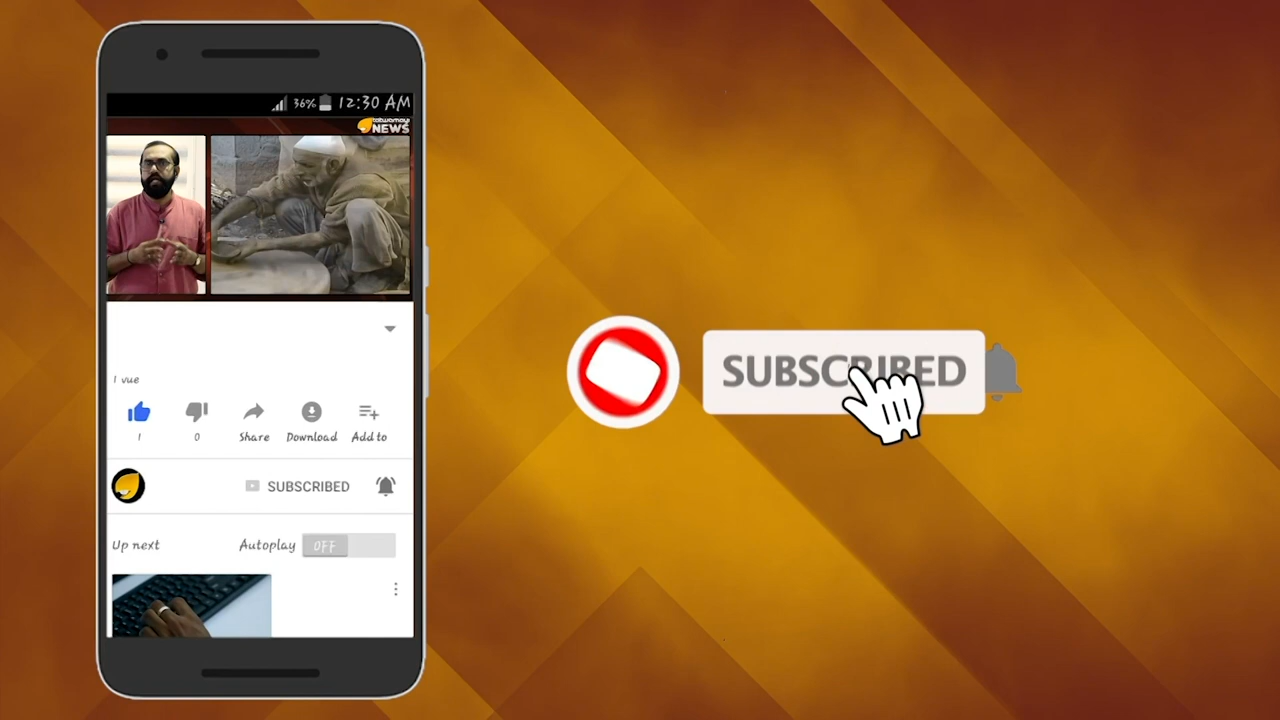 36% 12:30 AM
tatwamayi
NEWS
1 vue
1
0
Share
Download
Add to
SUBSCRIBED
Up next
Autoplay
OFF
SUBSCRIBED